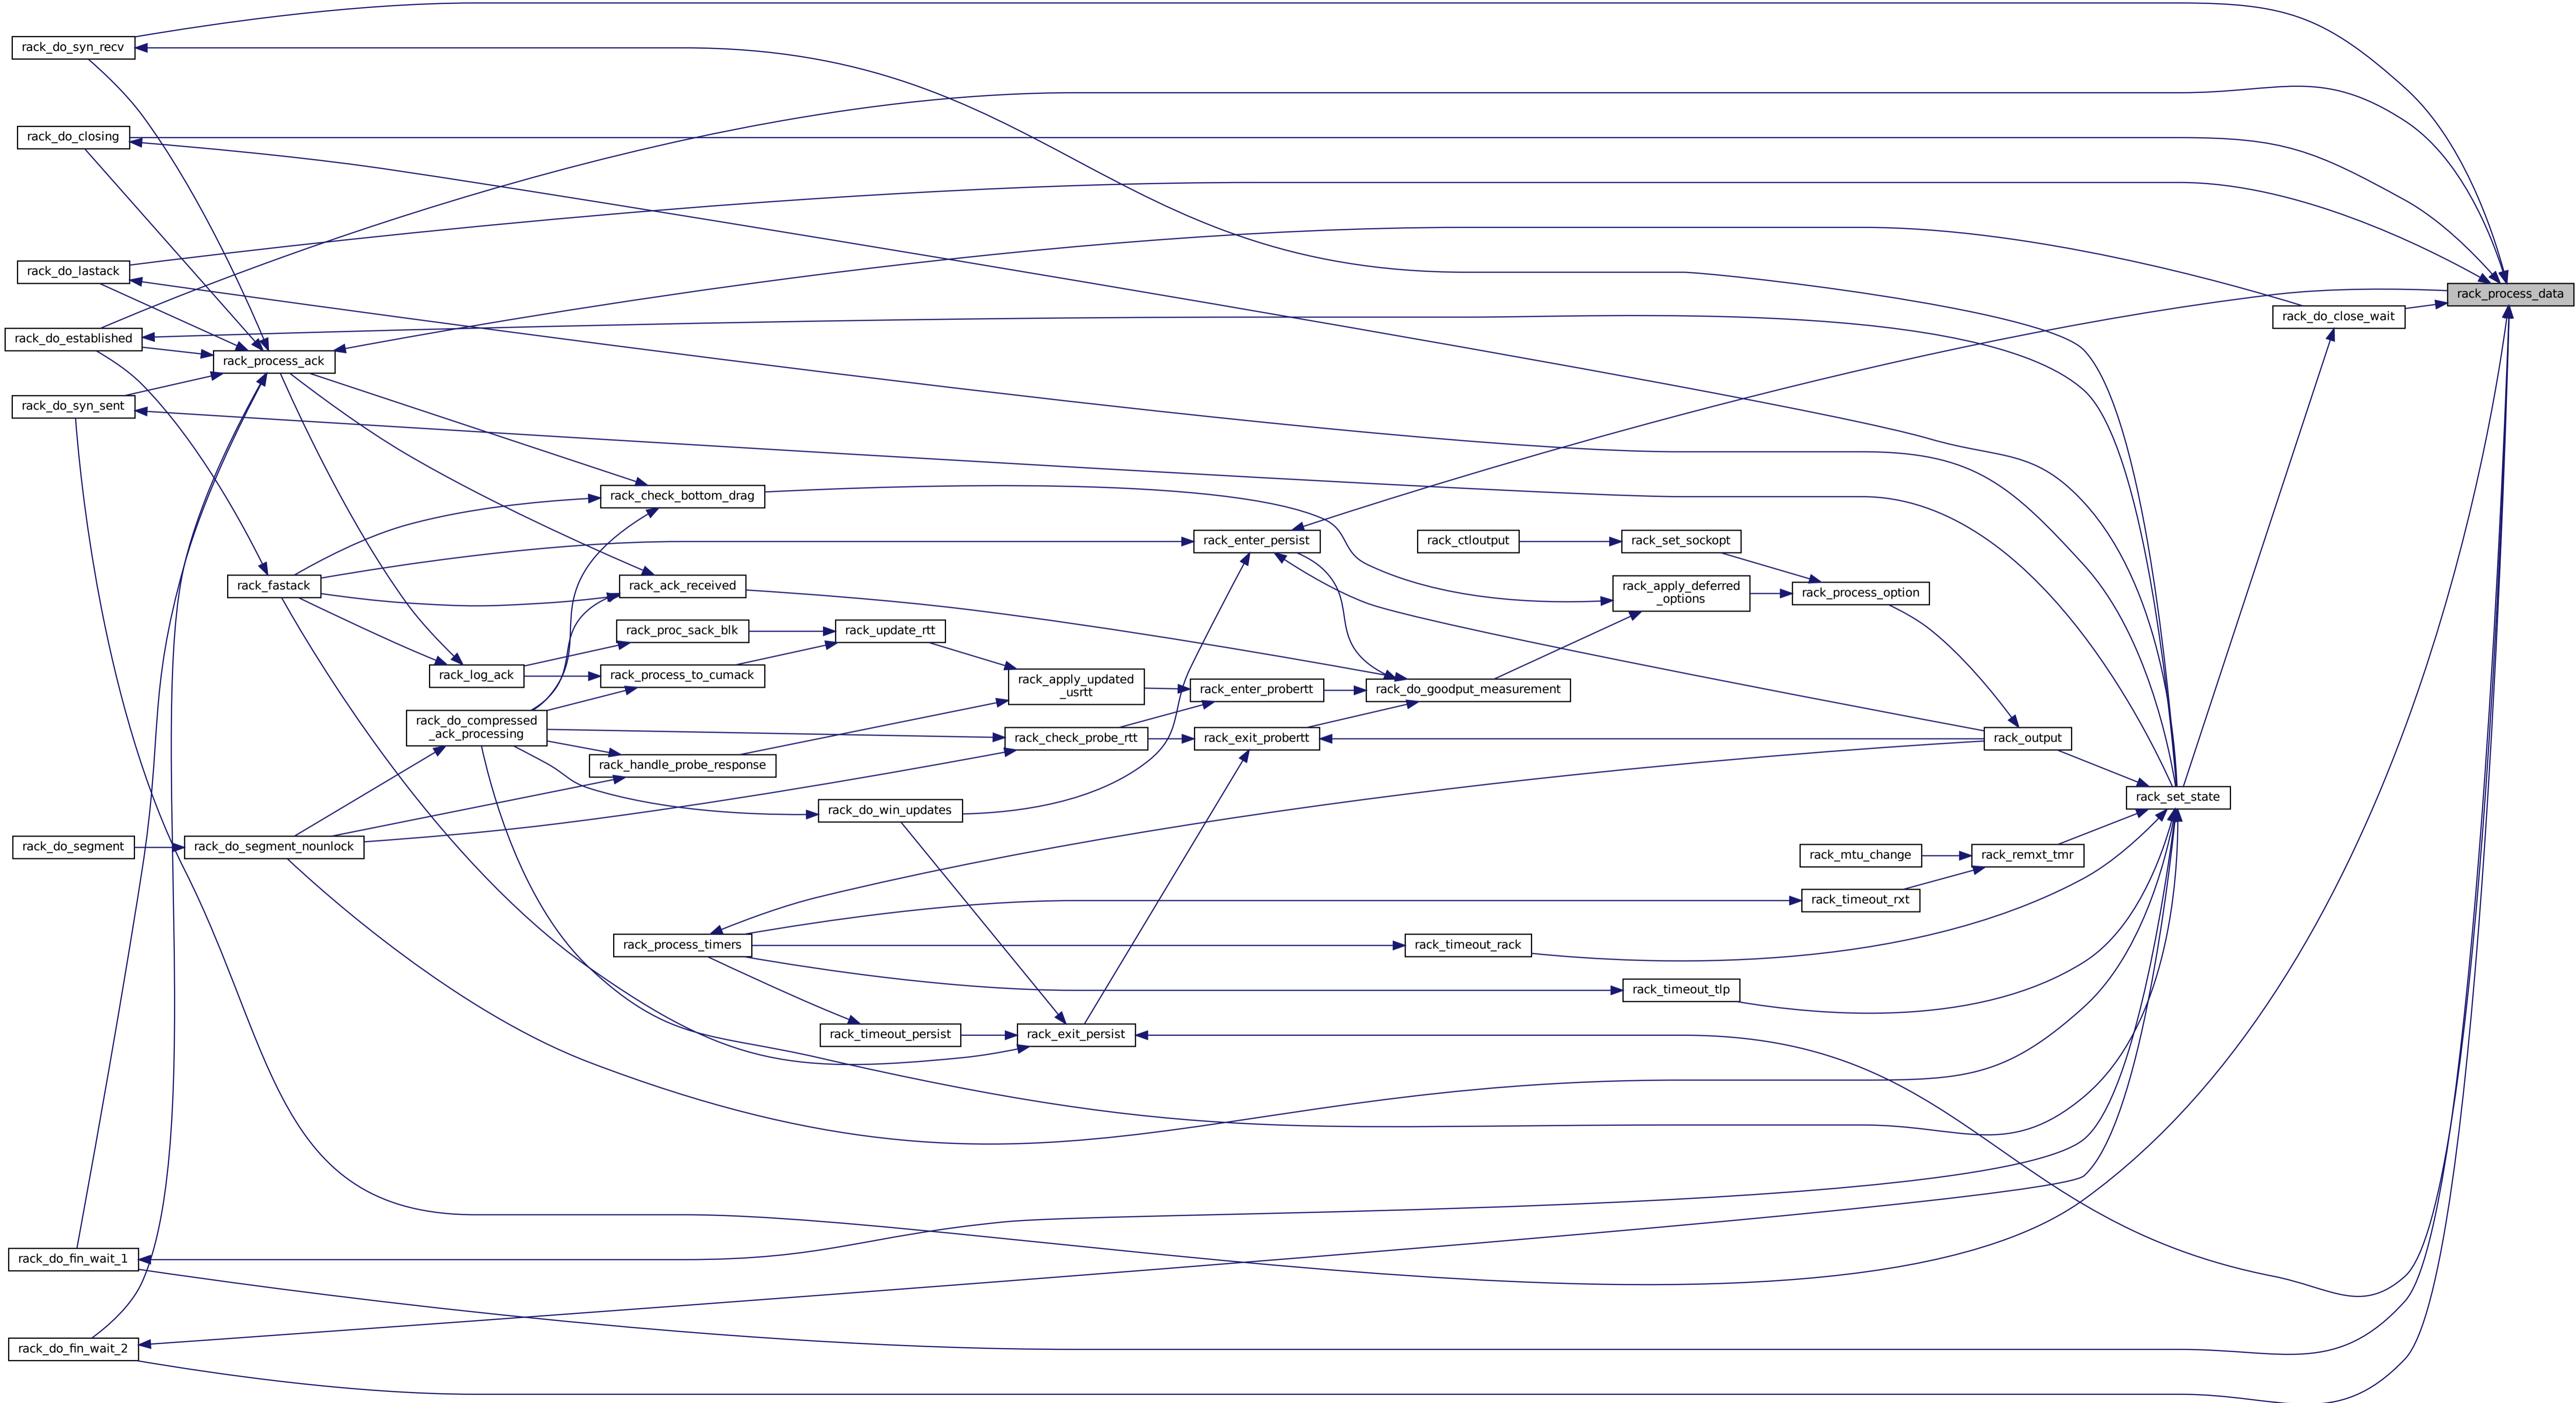 rack_do_syn_recv
rack_do_closing
rack_do_lastack
rack_process_data
rack_do_close_wait
rack_do_established
rack_process_ack
rack_do_syn_sent
rack_check_bottom_drag
rack_enter_persist
rack_ctloutput
rack_set_sockopt
rack_fastack
rack_ack_received
rack_apply_deferred
_options
rack_process_option
rack_proc_sack_blk
rack_update_rtt
rack_log_ack
rack_process_to_cumack
rack_apply_updated
_usrtt
rack_enter_probertt
rack_do_goodput_measurement
rack_do_compressed
_ack_processing
rack_check_probe_rtt
rack_exit_probertt
rack_output
rack_handle_probe_response
rack_set_state
rack_do_win_updates
rack_do_segment
rack_do_segment_nounlock
rack_mtu_change
rack_remxt_tmr
rack_timeout_rxt
rack_process_timers
rack_timeout_rack
rack_timeout_tlp
rack_timeout_persist
rack_exit_persist
rack_do_fin_wait_1
rack_do_fin_wait_2